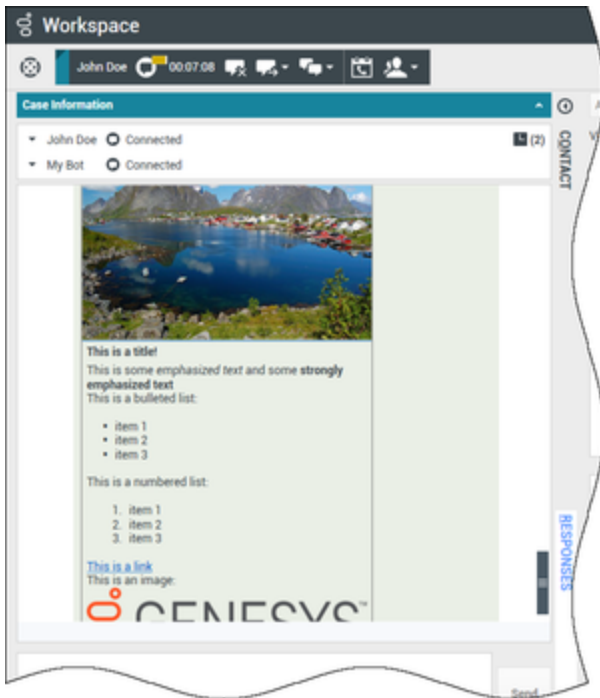 Workspace
John Doe 00:07:08
Case Information
John Doe Connected (2)
My Bot Connected
CONTACT
This is a title!
This is some emphasized text and some strongly
emphasized text
This is a bulleted list:
• item 1
• item 2
• item 3
This is a numbered list:
1. item 1
2. item 2
3. item 3
This is a link
This is an image:
GENESYS™
RESPONSES
Send